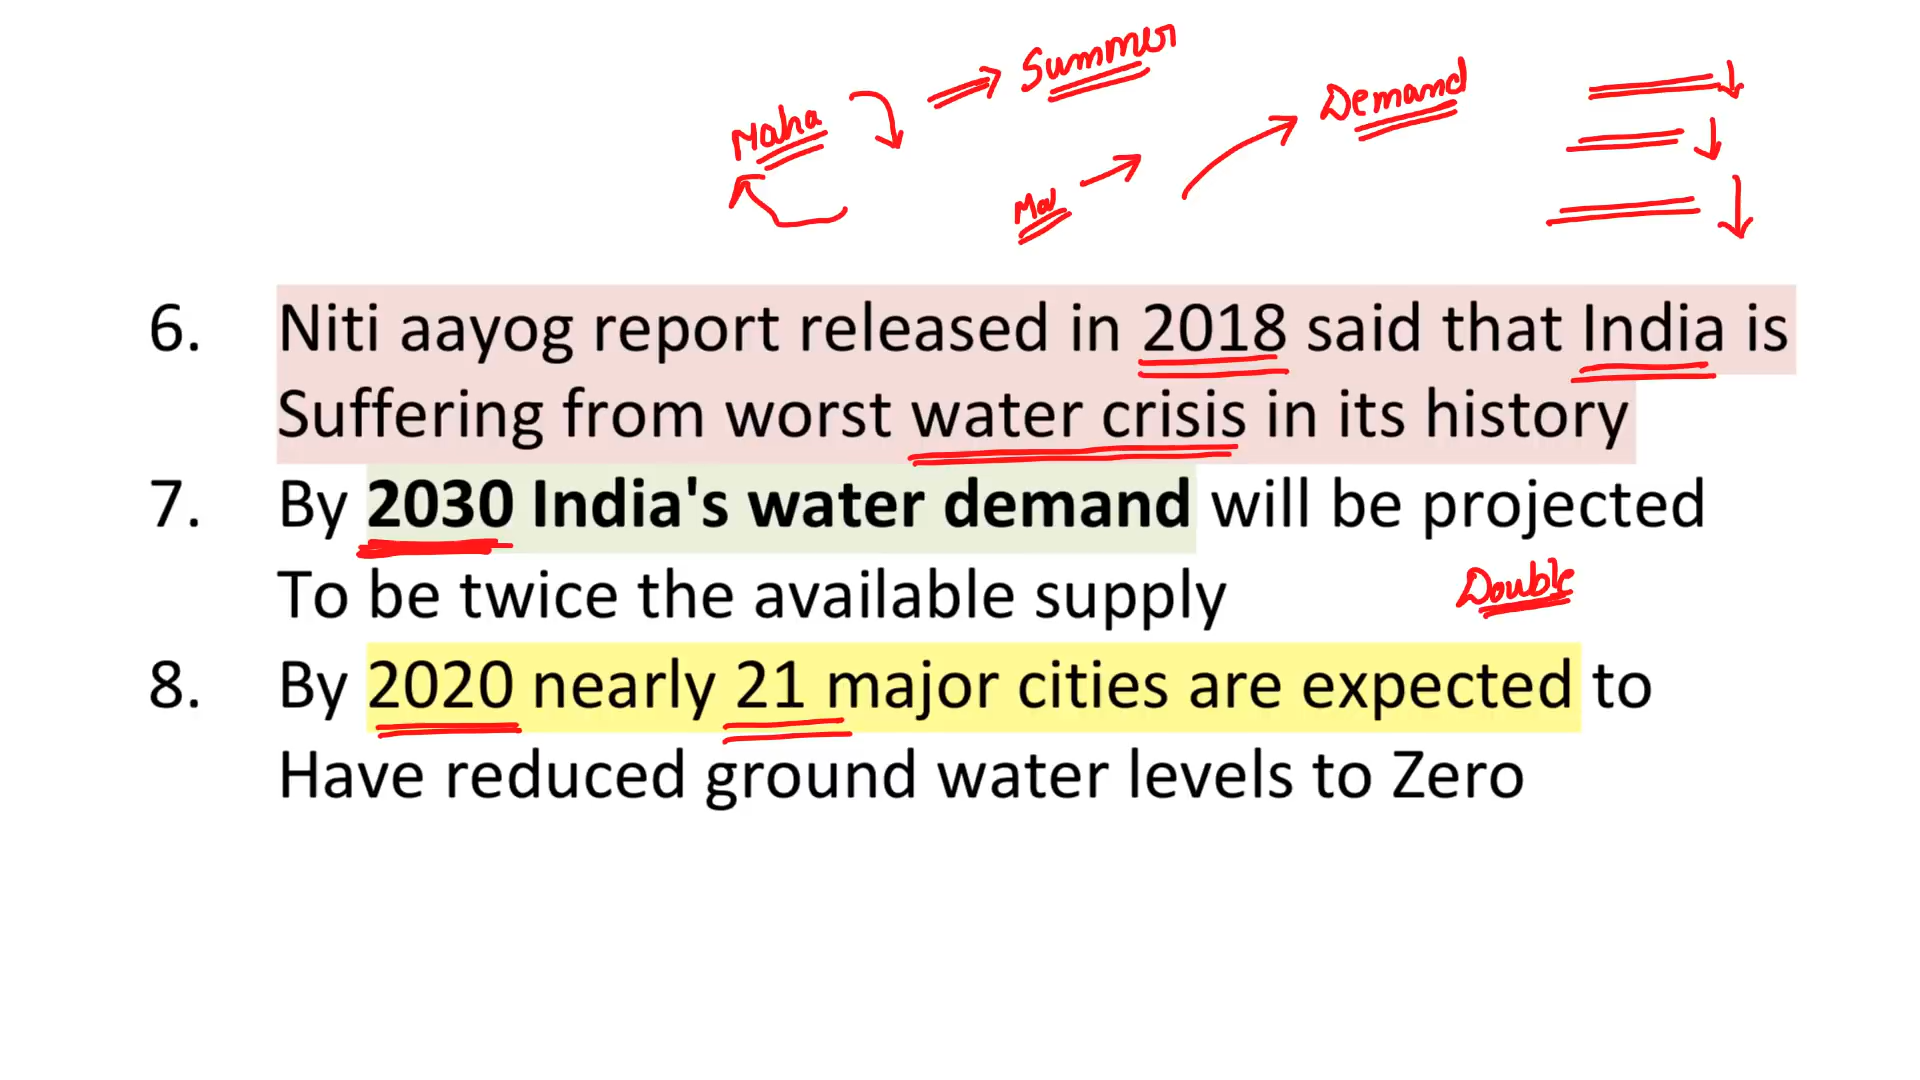 Summer
Demand
Maha
6. Niti aayog report released in 2018 said that India is
Suffering from worst water crisis in its history
7. By 2030 India's water demand will be projected
To be twice the available supply
Double
8. By 2020 nearly 21 major cities are expected to
Have reduced ground water levels to Zero